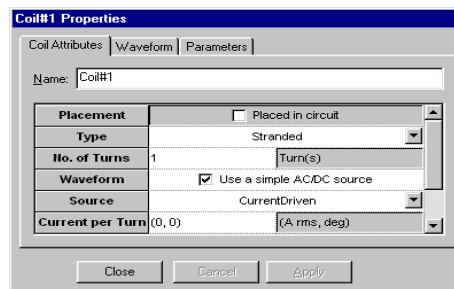 Coil#1 Properties
Coil Attributes Waveform Parameters
Name: Coil#1
Placement Placed in circuit
Type Stranded
No. of Turns 1 Turn(s)
Waveform Use a simple AC/DC source
Source CurrentDriven
Current per Turn (0, 0) (A rms, deg)
Close Cancel Apply